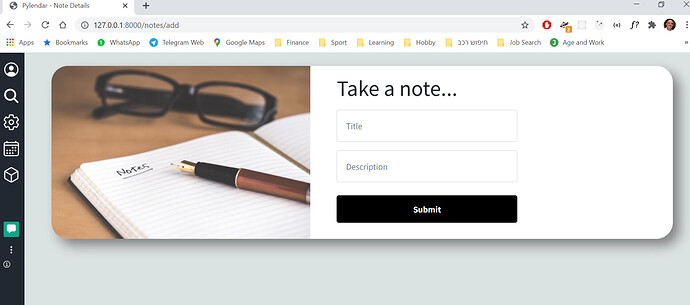 Pylendar - Note Details
127.0.0.1:8000/notes/add
Apps Bookmarks WhatsApp Telegram Web Google Maps Finance Sport Learning Hobby חיפוש רכב Job Search Age and Work
Take a note...
Title
Notes
Description
Submit